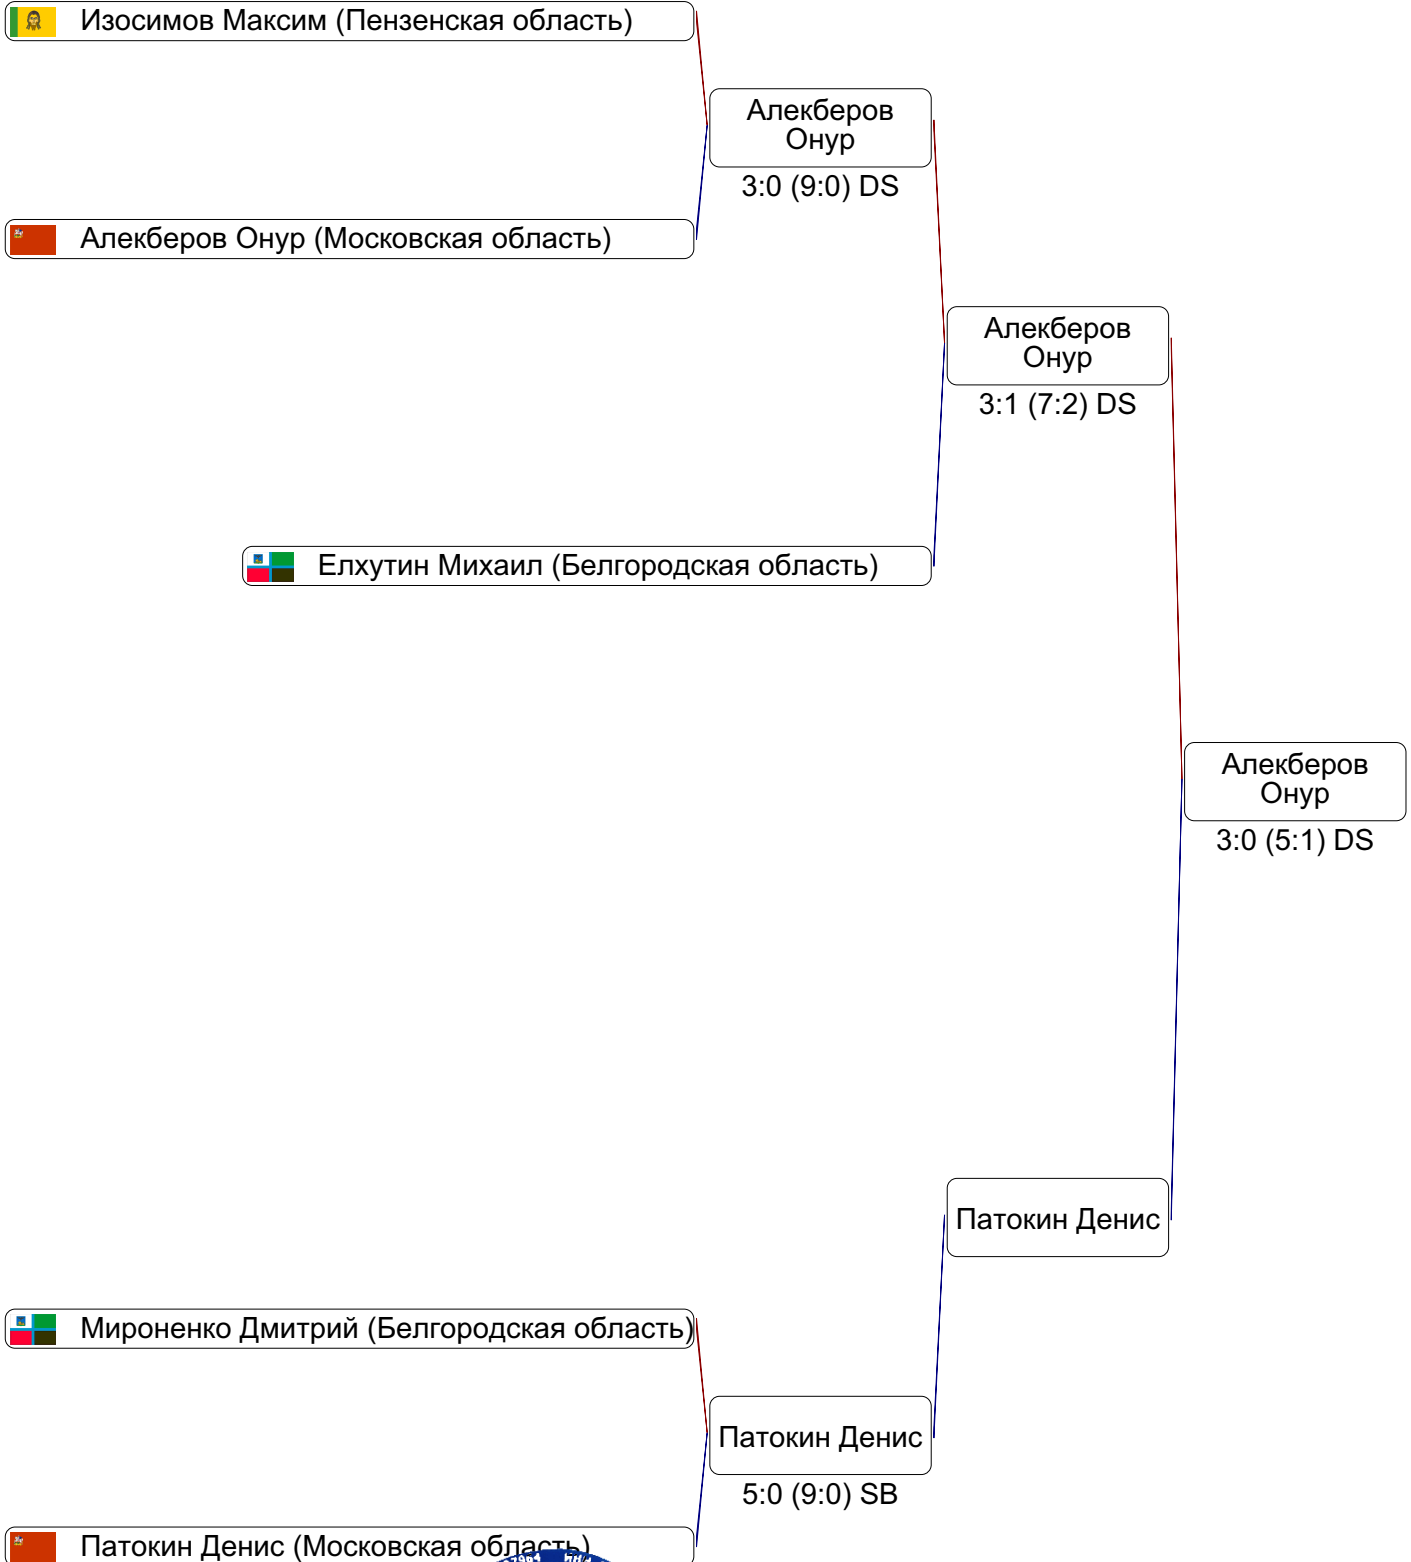 Изосимов Максим (Пензенская область)
Алекберов
Онур
3:0 (9:0) DS
Алекберов Онур (Московская область)
Алекберов
Онур
3:1 (7:2) DS
Елхутин Михаил (Белгородская область)
Алекберов
Онур
3:0 (5:1) DS
Патокин Денис
Мироненко Дмитрий (Белгородская область)
Патокин Денис
5:0 (9:0) SB
Патокин Денис (Московская область)